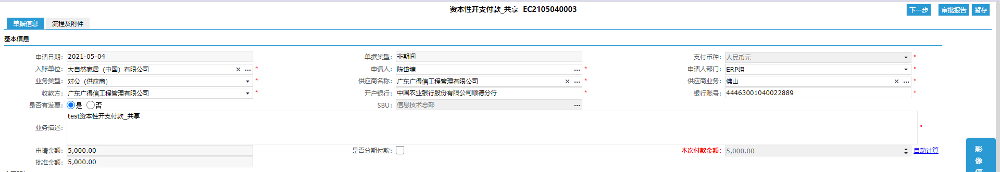 资本性开支付款_共享 EC2105040003
下一步 审批报告 暂存
单据信息 流程及附件
基本信息
申请日期: 2021-05-04 单据类型: 非期间 支付币种: 人民币元 *
入账单位: 大自然家居（中国）有限公司 * 申请人: 陈岱墉 * 申请人部门: ERP组 *
业务类型: 对公（供应商） * 供应商名称: 广东广得信工程管理有限公司 * 供应商业务: 佛山 *
收款方: 广东广得信工程管理有限公司 * 开户银行: 中国农业银行股份有限公司顺德分行 * 银行账号: 44463001040022889 *
是否有发票: 是 否 SBU: 信息技术总部
业务描述: test资本性开支付款_共享 *
申请金额: 5,000.00 是否分期付款: 本次付款金额: 5,000.00 自动计算
批准金额: 5,000.00
影
像